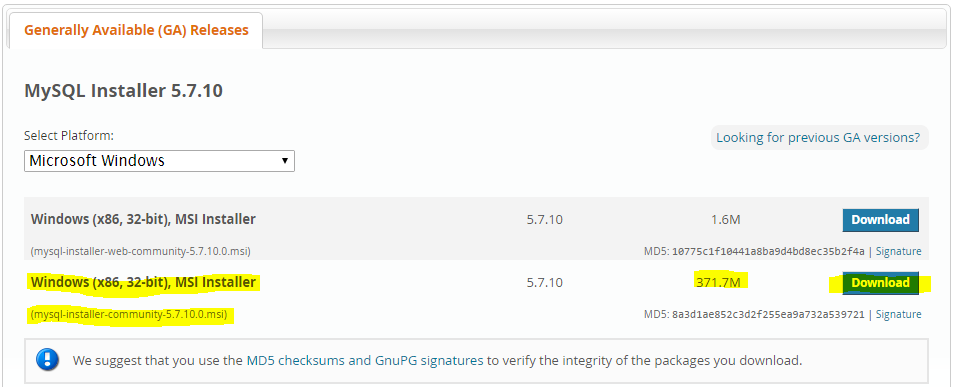 Generally Available (GA) Releases
MySQL Installer 5.7.10
Select Platform:
Looking for previous GA versions?
Microsoft Windows
Windows (x86, 32-bit), MSI Installer 5.7.10 1.6M Download
(mysql-installer-web-community-5.7.10.0.msi) MD5: 10775c1f10441a8ba9d4bd8ec35b2f4a | Signature
Windows (x86, 32-bit), MSI Installer 5.7.10 371.7M Download
(mysql-installer-community-5.7.10.0.msi) MD5: 8a3d1ae852c3d2f255ea9a732a539721 | Signature
We suggest that you use the MD5 checksums and GnuPG signatures to verify the integrity of the packages you download.